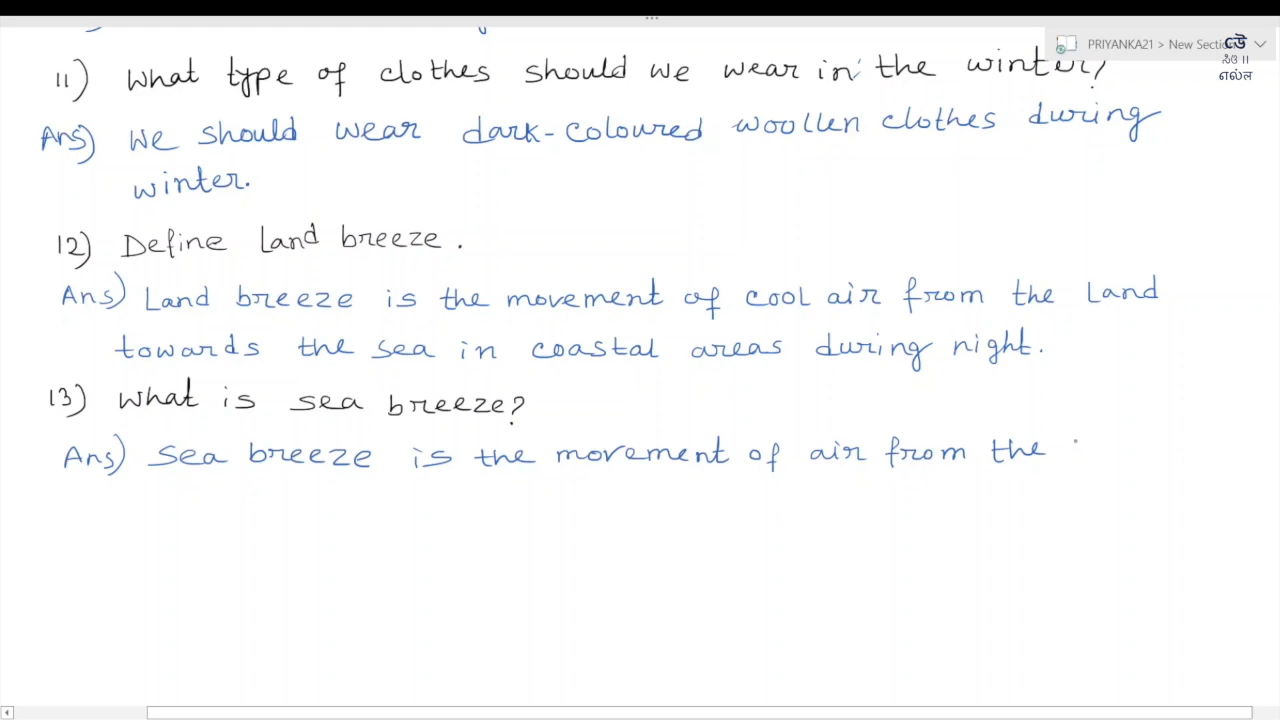 PRIYANKA21 > New Section
11) What type of clothes should we wear in the winter?
Ans) We should wear dark-coloured woollen clothes during
winter.
12) Define Land breeze.
Ans) Land breeze is the movement of cool air from the Land
towards the sea in coastal areas during night.
13) What is sea breeze?
Ans) Sea breeze is the movement of air from the